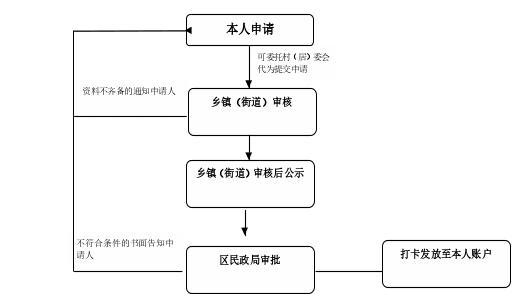 本人申请
可委托村（居）委会
代为提交申请
资料不齐备的通知申请人
乡镇（街道）审核
乡镇（街道）审核后公示
不符合条件的书面告知申
请人
区民政局审批
打卡发放至本人账户